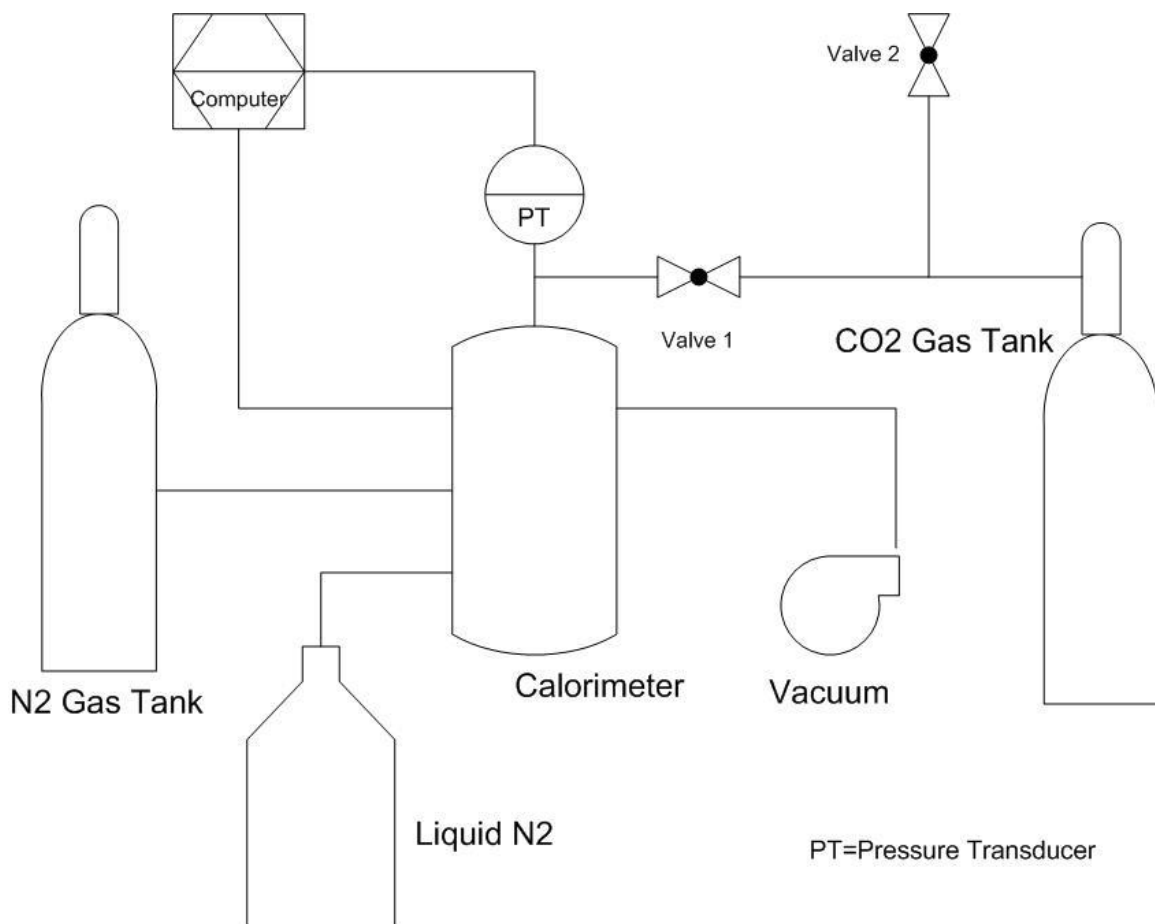 Valve 2
Computer
PT
Valve 1
CO2 Gas Tank
N2 Gas Tank
Calorimeter
Vacuum
Liquid N2
PT=Pressure Transducer